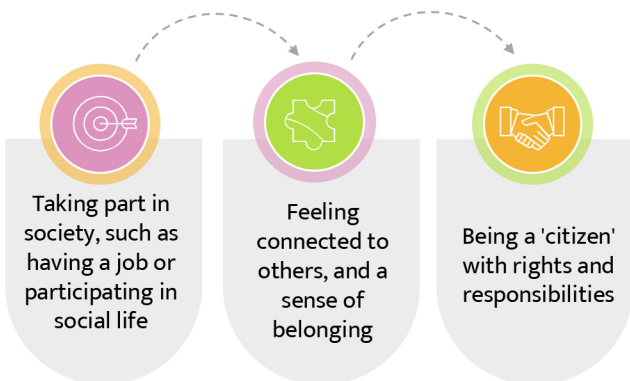 Taking part in
society, such as
having a job or
participating in
social life
Feeling
connected to
others, and a
sense of
belonging
Being a 'citizen'
with rights and
responsibilities